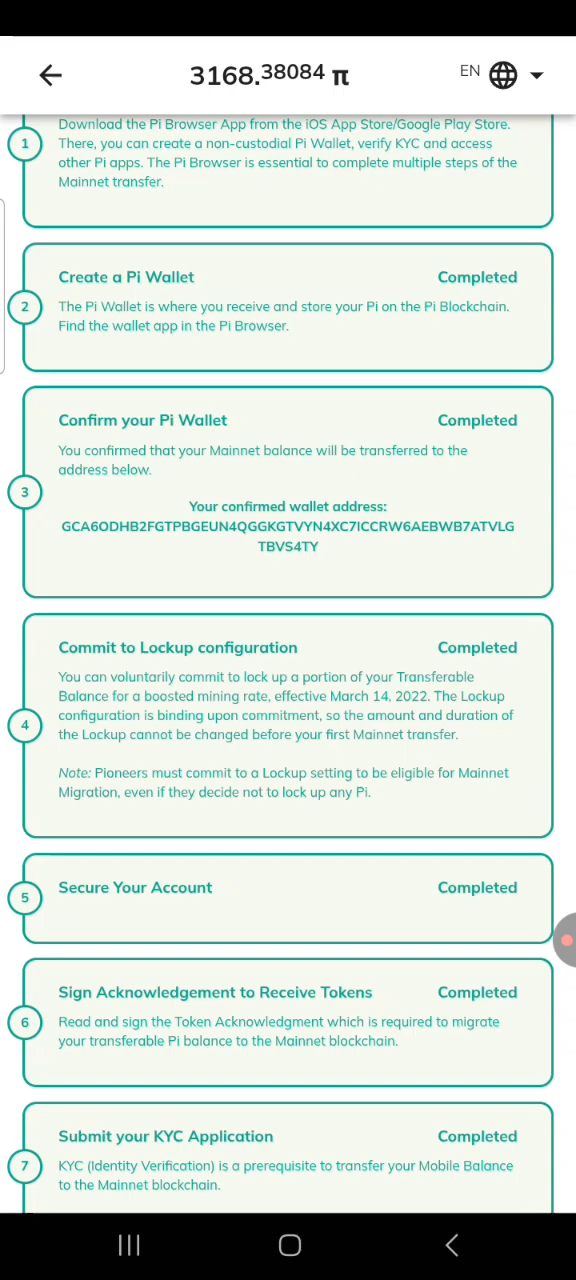 3168.38084 π
EN
1
Download the Pi Browser App from the iOS App Store/Google Play Store.
There, you can create a non-custodial Pi Wallet, verify KYC and access
other Pi apps. The Pi Browser is essential to complete multiple steps of the
Mainnet transfer.
Create a Pi Wallet Completed
2
The Pi Wallet is where you receive and store your Pi on the Pi Blockchain.
Find the wallet app in the Pi Browser.
Confirm your Pi Wallet Completed
You confirmed that your Mainnet balance will be transferred to the
address below.
3
Your confirmed wallet address:
GCA6ODHB2FGTPBGEUN4QGGKGTVYN4XC7ICCRW6AEBWB7ATVLG
TBVS4TY
Commit to Lockup configuration Completed
You can voluntarily commit to lock up a portion of your Transferable
Balance for a boosted mining rate, effective March 14, 2022. The Lockup
configuration is binding upon commitment, so the amount and duration of
4
the Lockup cannot be changed before your first Mainnet transfer.
Note: Pioneers must commit to a Lockup setting to be eligible for Mainnet
Migration, even if they decide not to lock up any Pi.
Secure Your Account Completed
5
Sign Acknowledgement to Receive Tokens Completed
6
Read and sign the Token Acknowledgment which is required to migrate
your transferable Pi balance to the Mainnet blockchain.
Submit your KYC Application Completed
7
KYC (Identity Verification) is a prerequisite to transfer your Mobile Balance
to the Mainnet blockchain.